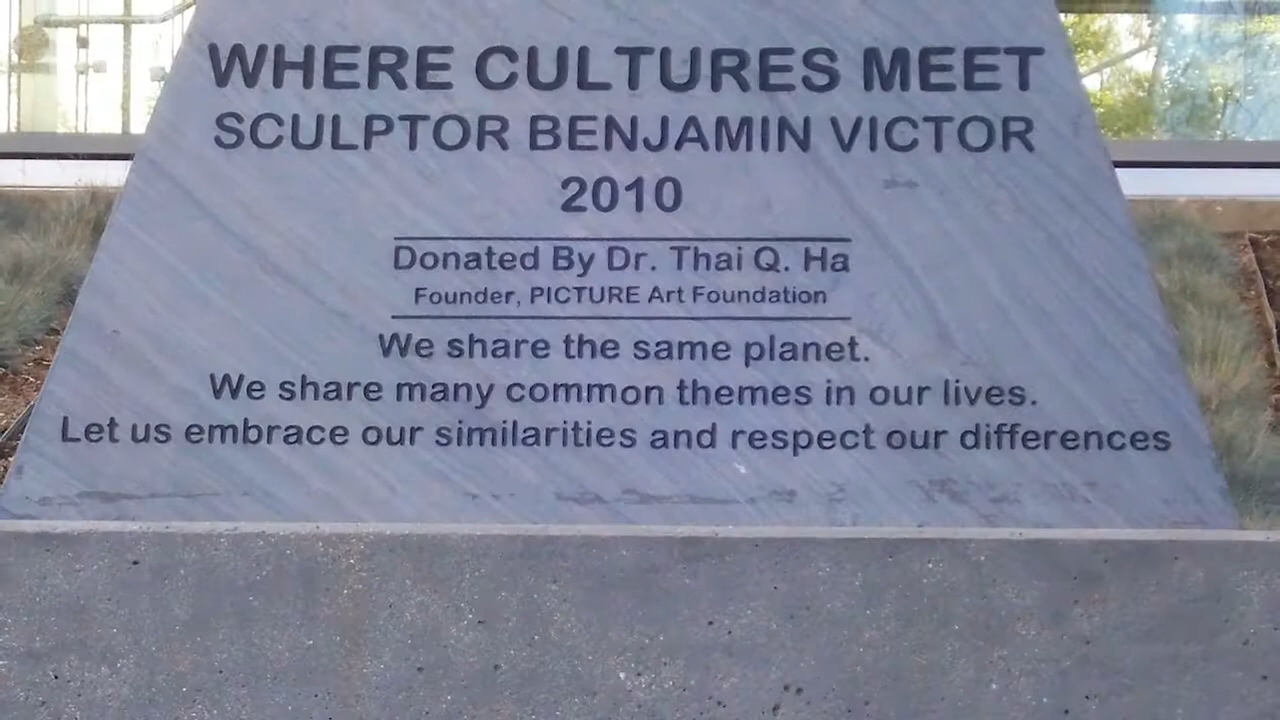 WHERE CULTURES MEET
SCULPTOR BENJAMIN VICTOR
2010
Donated By Dr. Thai Q. Ha
Founder, PICTURE Art Foundation
We share the same planet.
We share many common themes in our lives.
Let us embrace our similarities and respect our differences